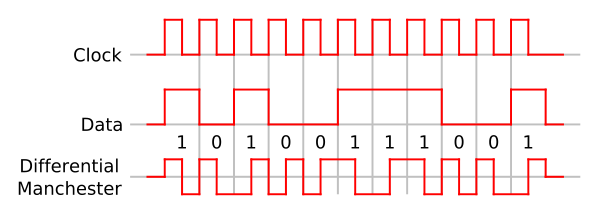 Clock
Data
1 0 1 0 0 1 1 1 0 0 1
Differential
Manchester